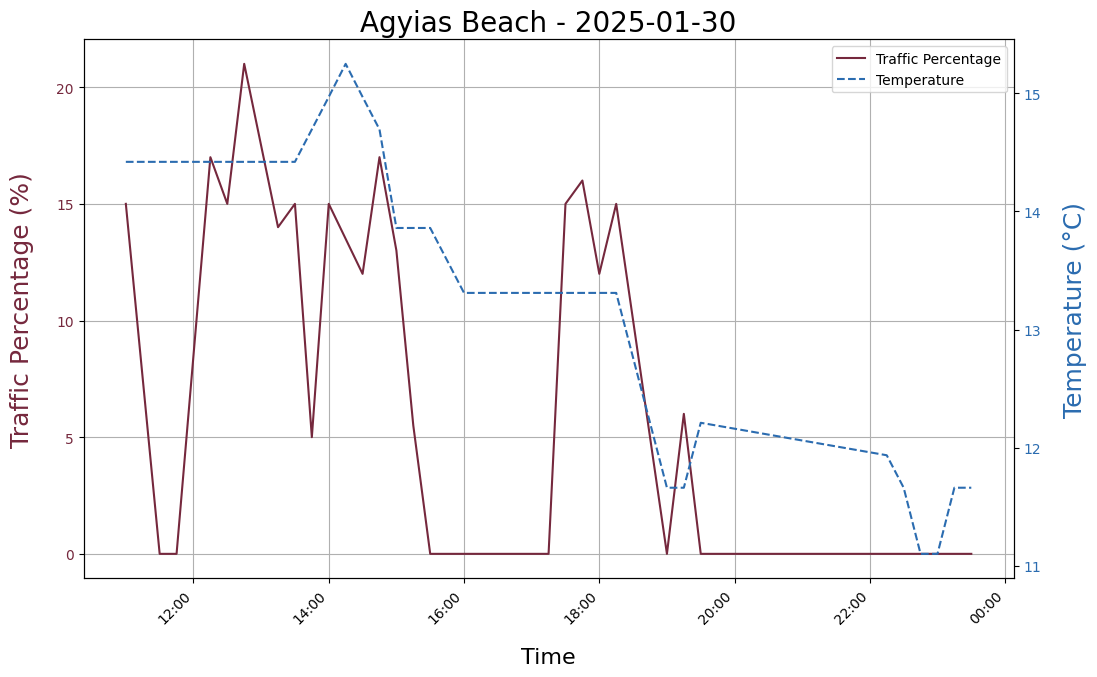 Agyias Beach - 2025-01-30
Traffic Percentage
Temperature
Traffic Percentage (%)
20
15
10
5
0
Temperature (°C)
15
14
13
12
11
12:00
14:00
16:00
18:00
20:00
22:00
00:00
Time